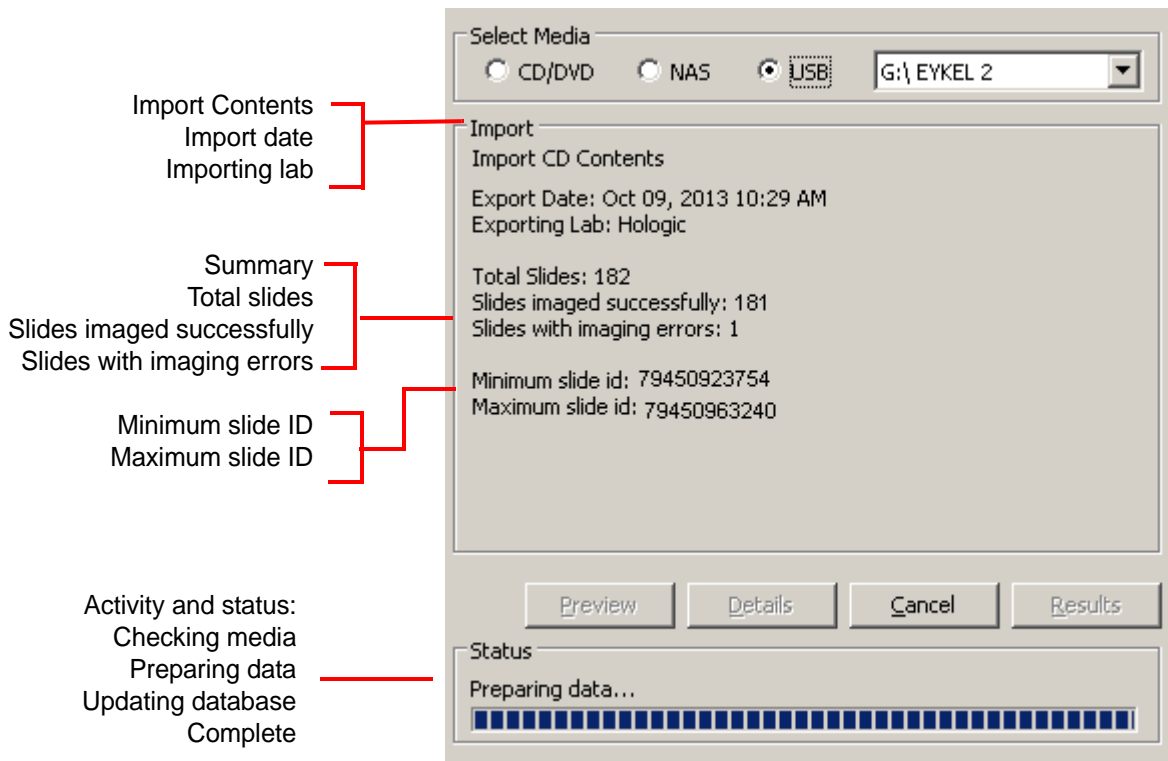 Select Media
CD/DVD NAS USB G:\ EYKEL 2
Import Contents
Import date
Importing lab
Import
Import CD Contents
Export Date: Oct 09, 2013 10:29 AM
Exporting Lab: Hologic
Summary
Total slides
Slides imaged successfully
Slides with imaging errors
Total Slides: 182
Slides imaged successfully: 181
Slides with imaging errors: 1
Minimum slide ID
Maximum slide ID
Minimum slide id: 79450923754
Maximum slide id: 79450963240
Preview Details Cancel Results
Activity and status:
Checking media
Preparing data
Updating database
Complete
Status
Preparing data...